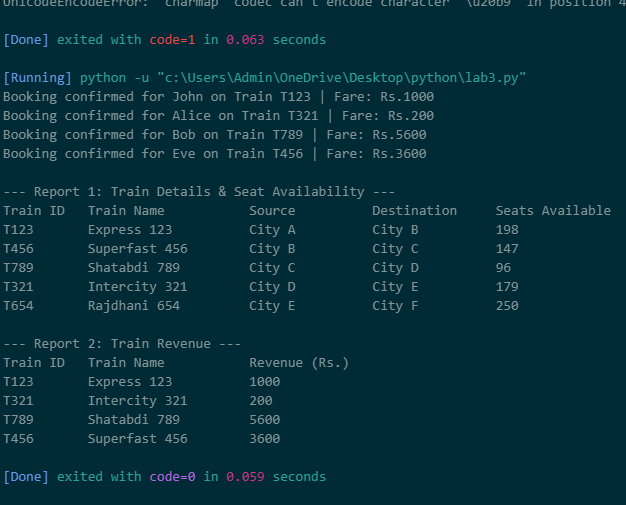 UnicodeEncodeError: 'charmap' codec can't encode character '\u20b9' in position 4
[Done] exited with code=1 in 0.063 seconds
[Running] python -u "c:\Users\Admin\OneDrive\Desktop\python\lab3.py"
Booking confirmed for John on Train T123 | Fare: Rs.1000
Booking confirmed for Alice on Train T321 | Fare: Rs.200
Booking confirmed for Bob on Train T789 | Fare: Rs.5600
Booking confirmed for Eve on Train T456 | Fare: Rs.3600
--- Report 1: Train Details & Seat Availability ---
Train ID   Train Name           Source          Destination     Seats Available
T123       Express 123          City A          City B          198
T456       Superfast 456        City B          City C          147
T789       Shatabdi 789         City C          City D          96
T321       Intercity 321        City D          City E          179
T654       Rajdhani 654         City E          City F          250
--- Report 2: Train Revenue ---
Train ID   Train Name           Revenue (Rs.)
T123       Express 123          1000
T321       Intercity 321        200
T789       Shatabdi 789         5600
T456       Superfast 456        3600
[Done] exited with code=0 in 0.059 seconds